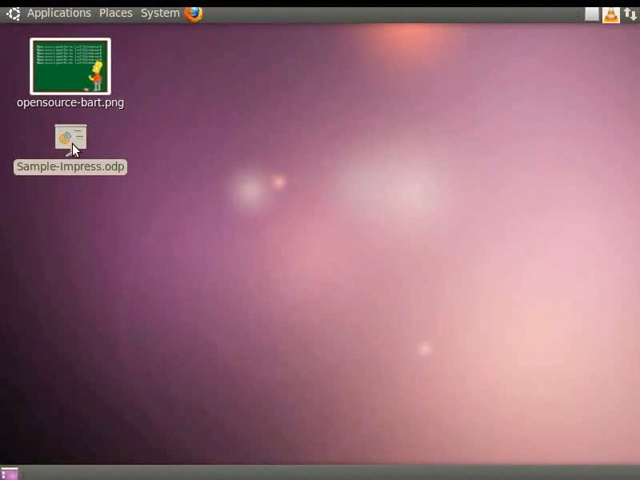 Applications Places System
opensource-bart.png
Sample-Impress.odp